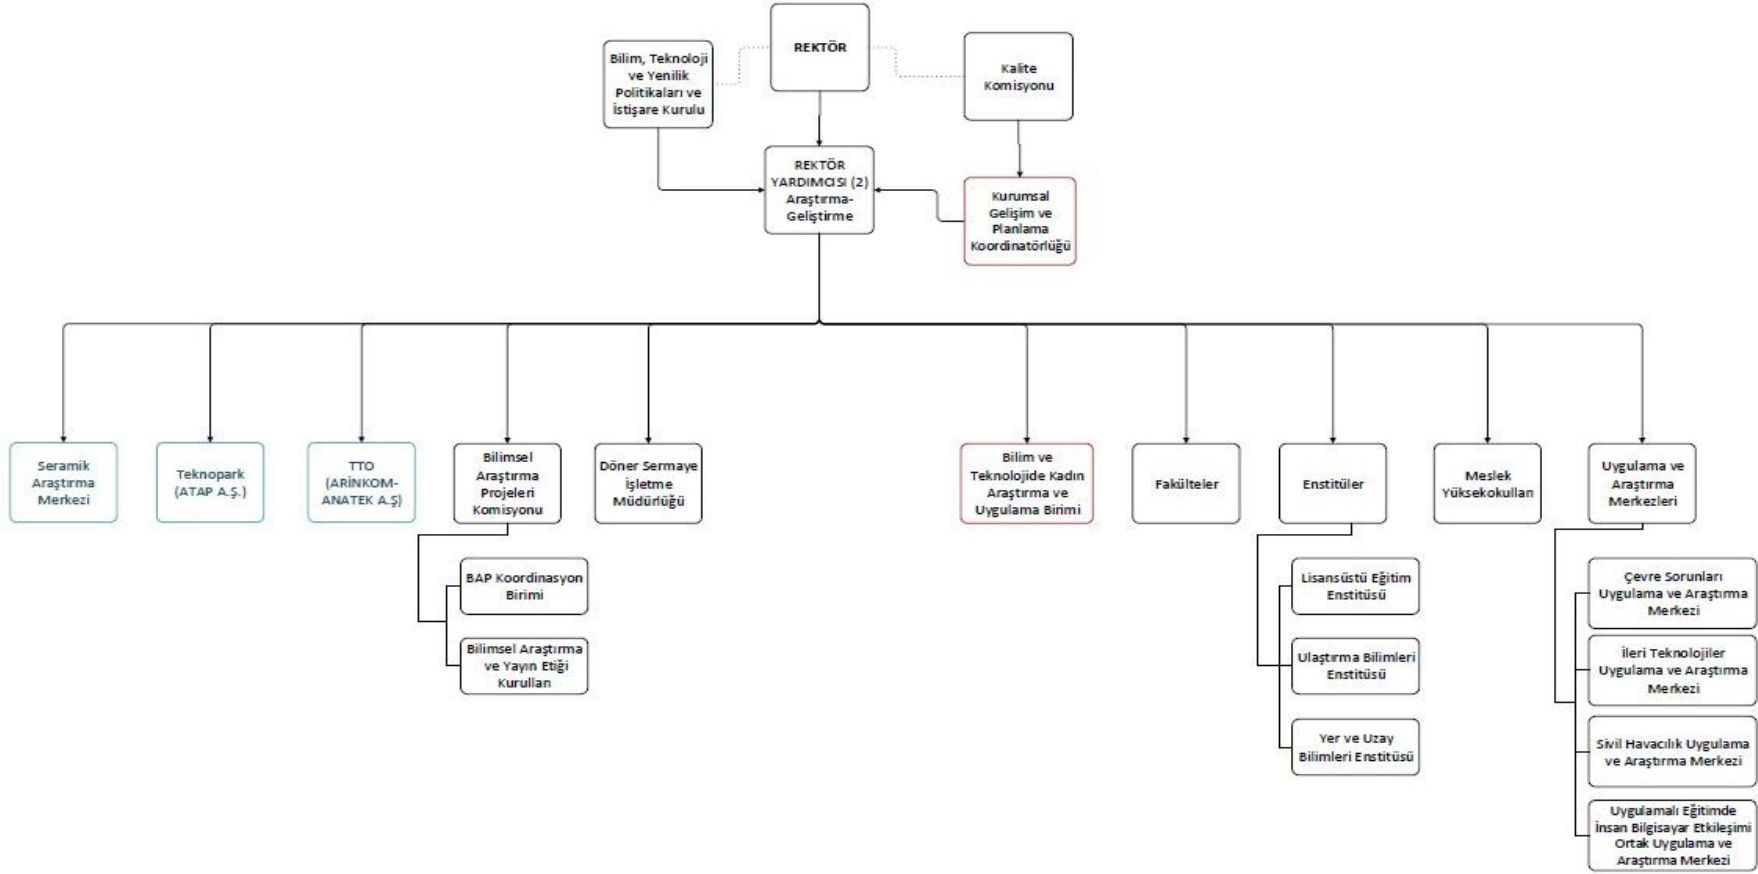 REKTÖR
Bilim, Teknoloji
ve Yenilik
Politikaları ve
İstişare Kurulu
Kalite
Komisyonu
REKTÖR
YARDIMCISI (2)
Araştırma-
Geliştirme
Kurumsal
Gelişim ve
Planlama
Koordinatörlüğü
Seramik
Araştırma
Merkezi
Teknopark
(ATAP A.Ş.)
TTO
(ARİNKOM-
ANATEK A.Ş)
Bilimsel
Araştırma
Projeleri
Komisyonu
Döner Sermaye
İşletme
Müdürlüğü
Bilim ve
Teknolojide Kadın
Araştırma ve
Uygulama Birimi
Fakülteler
Enstitüler
Meslek
Yüksekokulları
Uygulama ve
Araştırma
Merkezleri
BAP Koordinasyon
Birimi
Bilimsel Araştırma
ve Yayın Etiği
Kurulları
Lisansüstü Eğitim
Enstitüsü
Ulaştırma Bilimleri
Enstitüsü
Yer ve Uzay
Bilimleri Enstitüsü
Çevre Sorunları
Uygulama ve Araştırma
Merkezi
İleri Teknolojiler
Uygulama ve Araştırma
Merkezi
Sivil Havacılık Uygulama
ve Araştırma Merkezi
Uygulamalı Eğitimde
İnsan Bilgisayar Etkileşimi
Ortak Uygulama ve
Araştırma Merkezi